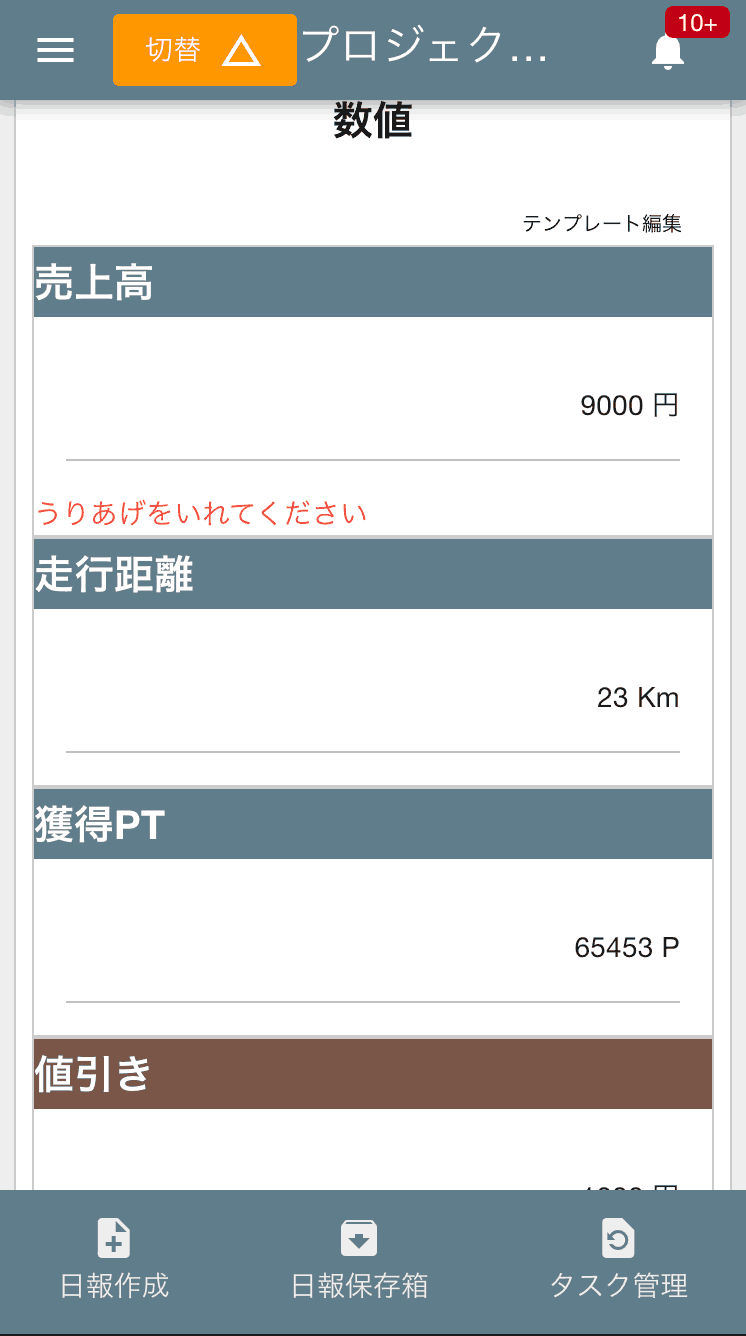 10+
切替
プロジェク…
数値
テンプレート編集
売上高
9000 円
うりあげをいれてください
走行距離
23 Km
獲得PT
65453 P
値引き
日報作成
日報保存箱
タスク管理